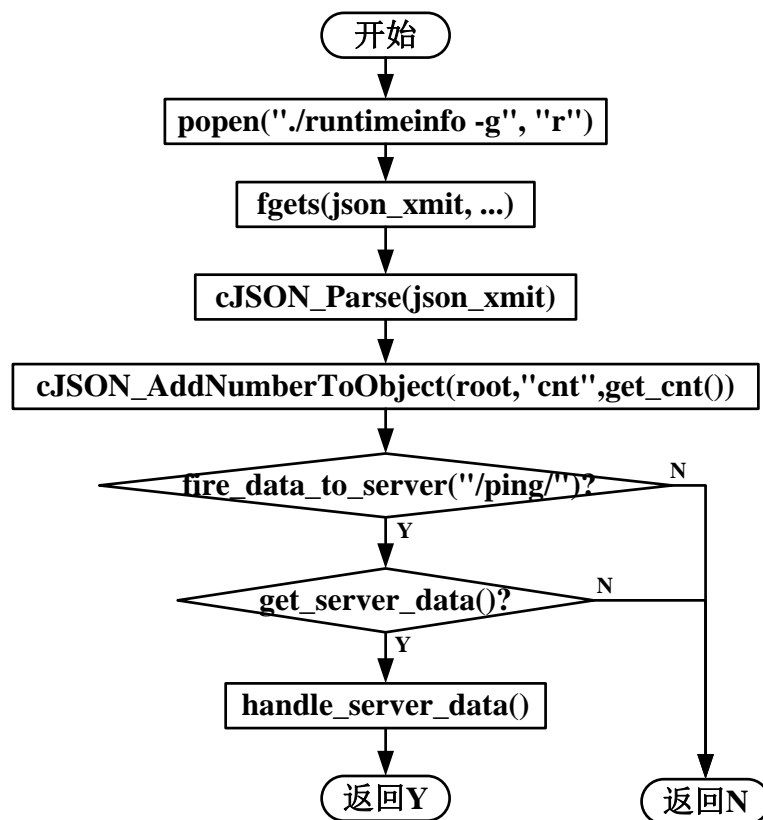 开始
popen("./runtimeinfo -g", "r")
fgets(json_xmit, ...)
cJSON_Parse(json_xmit)
cJSON_AddNumberToObject(root,"cnt",get_cnt())
fire_data_to_server("/ping/")?
N
Y
get_server_data()?
N
Y
handle_server_data()
返回Y
返回N